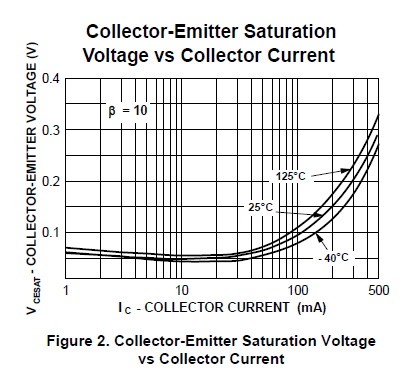 Collector-Emitter Saturation
Voltage vs Collector Current
V CESAT - COLLECTOR-EMITTER VOLTAGE (V)
0.4
β = 10
0.3
125°C
0.2
25°C
0.1
- 40°C
1 10 100 500
I C - COLLECTOR CURRENT (mA)
Figure 2. Collector-Emitter Saturation Voltage
vs Collector Current